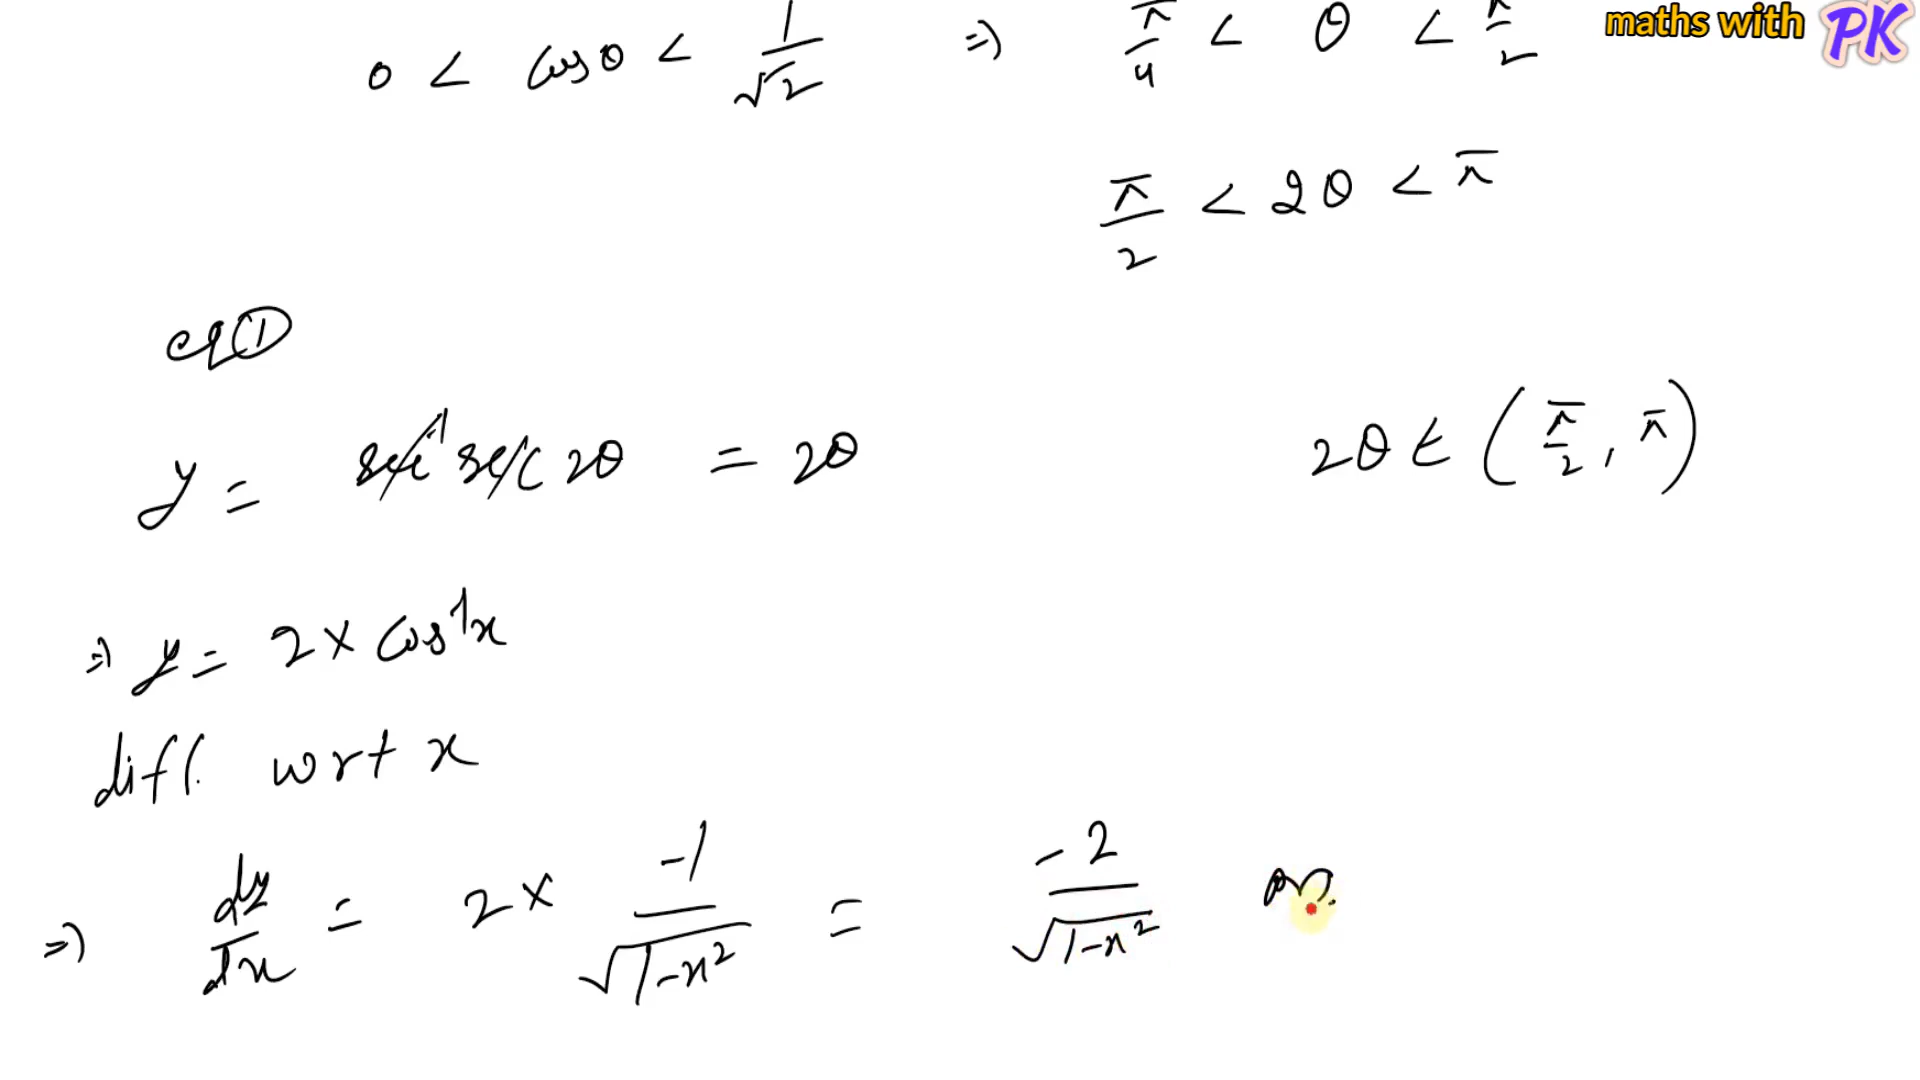 maths with PK
0 < cosθ < 1/√2 ⇒) π/4 < θ < π/2
π/2 < 2θ < π
eq ①
y = sec⁻¹ sec 2θ = 2θ 2θ ∈ (π/2, π)
⇒) y = 2 × cos⁻¹x
diff. wrt x
⇒) dy/dx = 2 × -1/√1-x² = -2/√1-x²